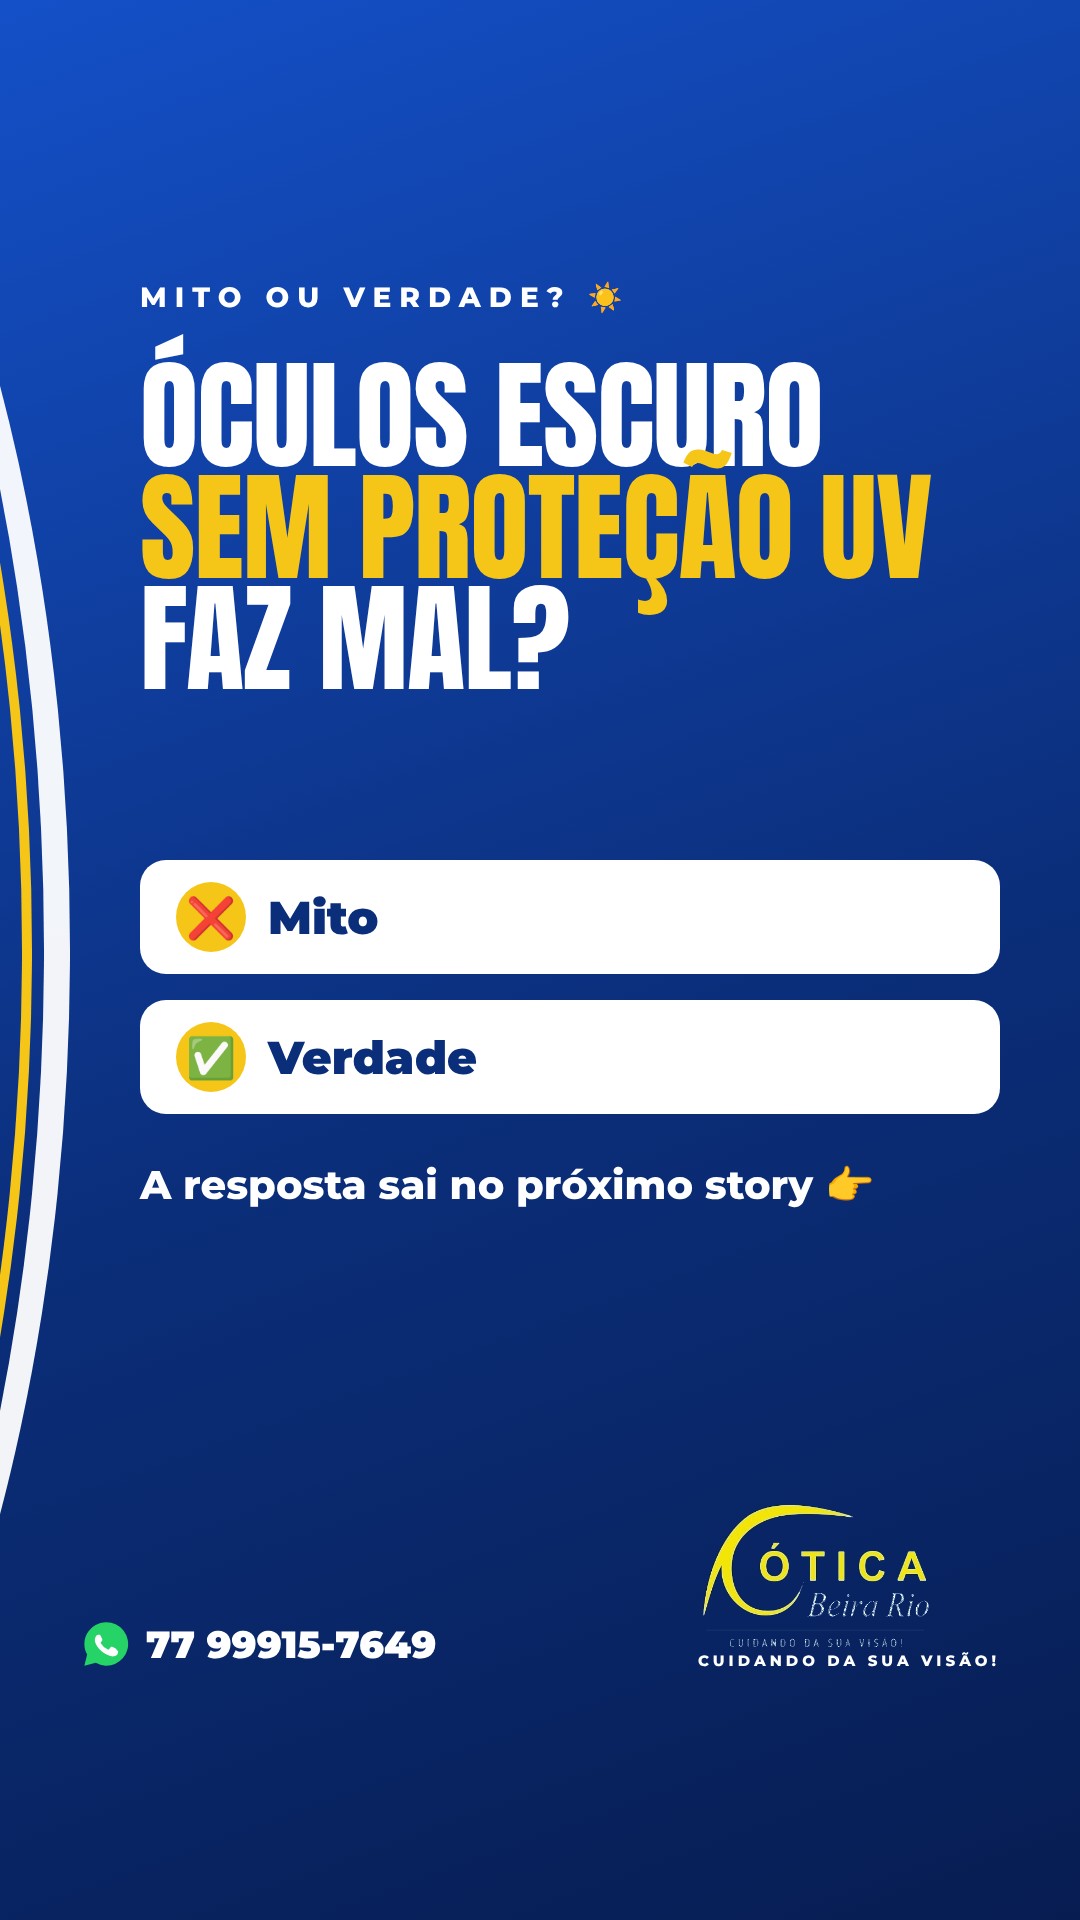 MITO OU VERDADE? ☀️
ÓCULOS ESCURO
SEM PROTEÇÃO UV
FAZ MAL?
❌ Mito
✅ Verdade
A resposta sai no próximo story 👉
ÓTICA
Beira Rio
CUIDANDO DA SUA VISÃO!
CUIDANDO DA SUA VISÃO!
77 99915-7649